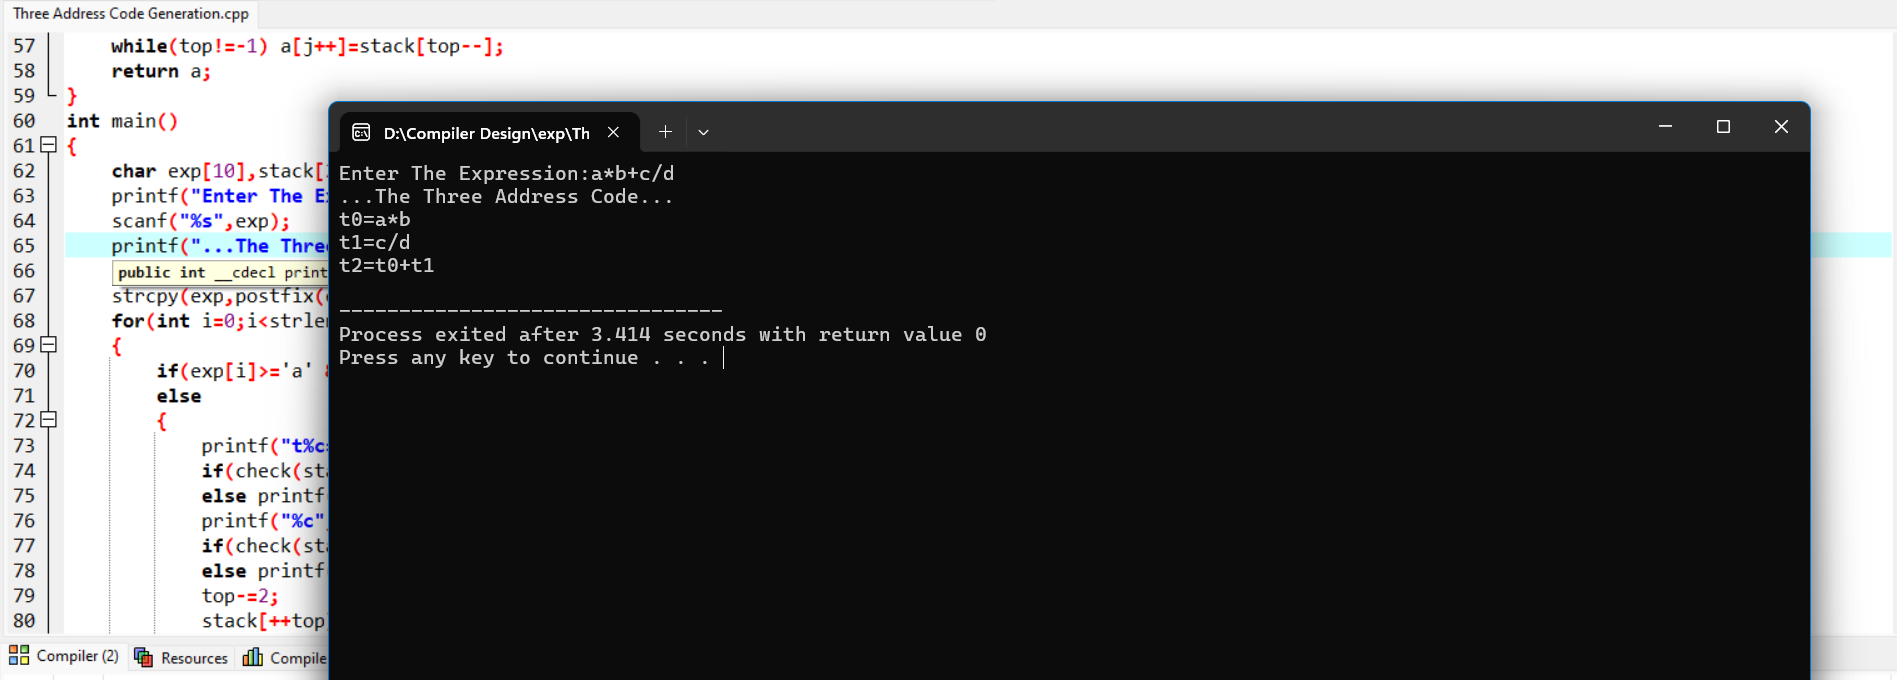 Three Address Code Generation.cpp
57 while(top!=-1) a[j++]=stack[top--];
58 return a;
59 }
60 int main()
61 {
62 char exp[10],stack[
63 printf("Enter The E
64 scanf("%s",exp);
65 printf("...The Thre
66 public int __cdecl print
67 strcpy(exp,postfix(
68 for(int i=0;i<strle
69 {
70 if(exp[i]>='a'
71 else
72 {
73 printf("t%c
74 if(check(st
75 else printf
76 printf("%c"
77 if(check(st
78 else printf
79 top-=2;
80 stack[++top
D:\Compiler Design\exp\Th
Enter The Expression:a*b+c/d
...The Three Address Code...
t0=a*b
t1=c/d
t2=t0+t1
--------------------------------
Process exited after 3.414 seconds with return value 0
Press any key to continue . . .
Compiler (2) Resources Compile